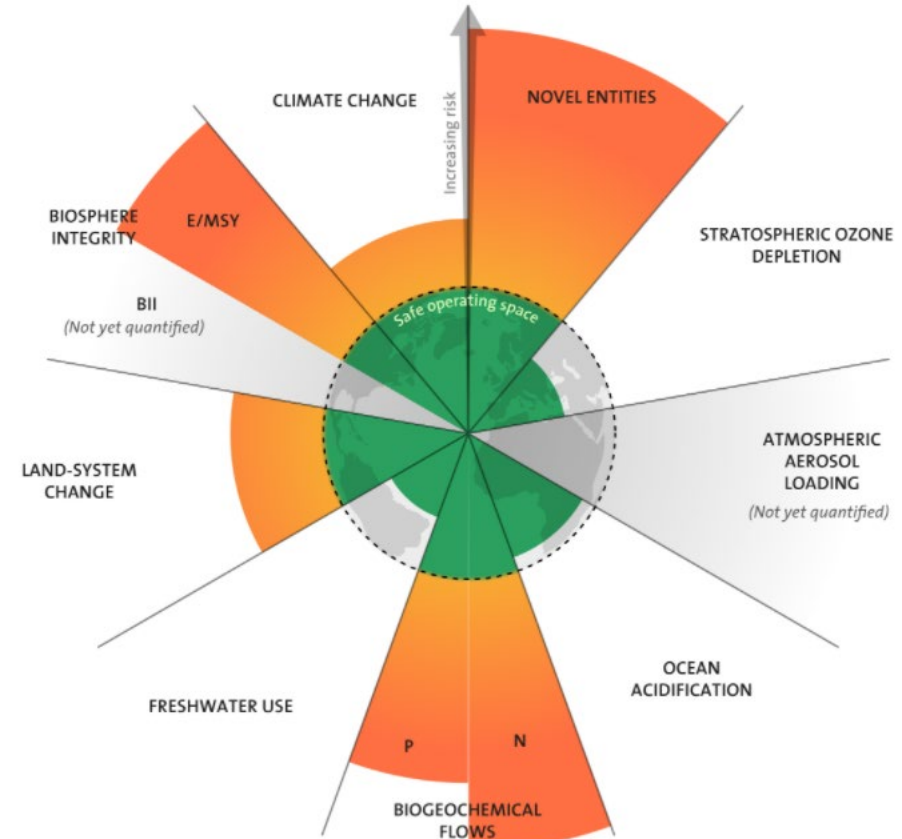 CLIMATE CHANGE
Increasing risk
NOVEL ENTITIES
BIOSPHERE
INTEGRITY
E/MSY
STRATOSPHERIC OZONE
DEPLETION
BII
(Not yet quantified)
Safe operating space
LAND-SYSTEM
CHANGE
ATMOSPHERIC
AEROSOL
LOADING
(Not yet quantified)
FRESHWATER USE
OCEAN
ACIDIFICATION
P
N
BIOGEOCHEMICAL
FLOWS